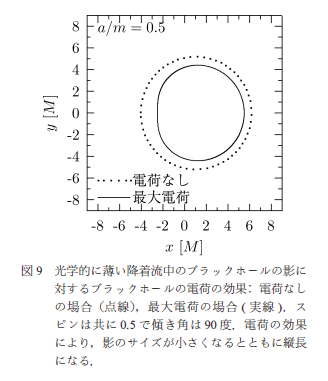 8
6
4
2
0
-2
-4
-6
-8
y [M]
a/m = 0.5
電荷なし
最大電荷
-8 -6 -4 -2 0 2 4 6 8
x [M]
図9 光学的に薄い降着流中のブラックホールの影に
対するブラックホールの電荷の効果：電荷なし
の場合（点線），最大電荷の場合(実線)．ス
ピンは共に0.5で傾き角は90度．電荷の効果
により，影のサイズが小さくなるとともに縦長
になる．